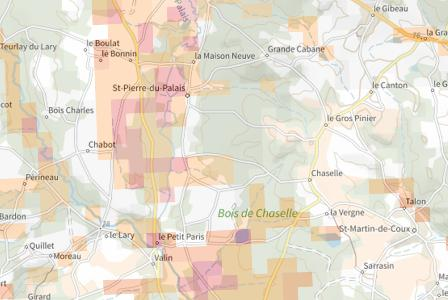 le Gibeau
le Boulat
Teurlay du Lary
le Bonnin
la Maison Neuve
Grande Cabane
Palais
St-Pierre-du-Palais
le Canton
cot
Bois Charles
le Gros Pinier
Chabot
Périneau
Chaselle
Talon
Bardon
Bois de Chaselle
la Vergne
le Lary
le Petit Paris
St-Martin-de-Coux
Quillet
Moreau
Valin
Sarrasin
Girard